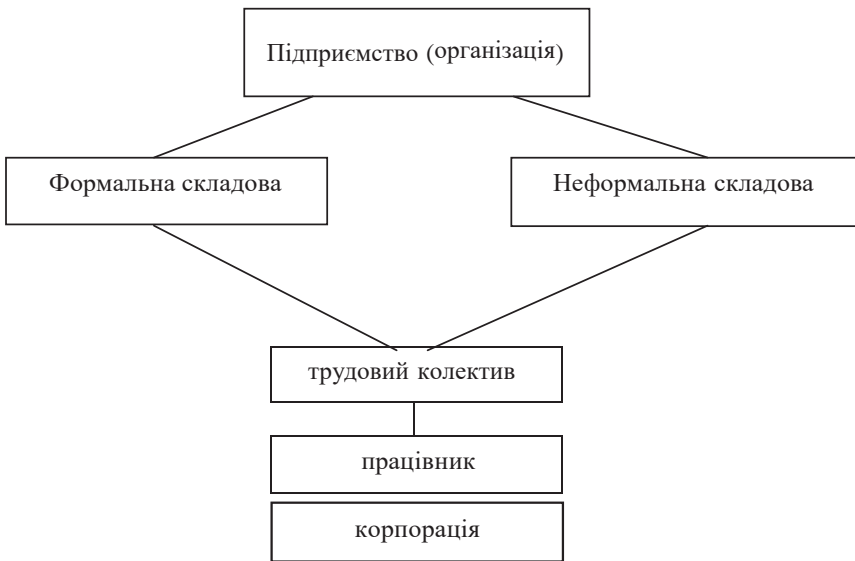 Підприємство (організація)
Формальна складова
Неформальна складова
трудовий колектив
працівник
корпорація